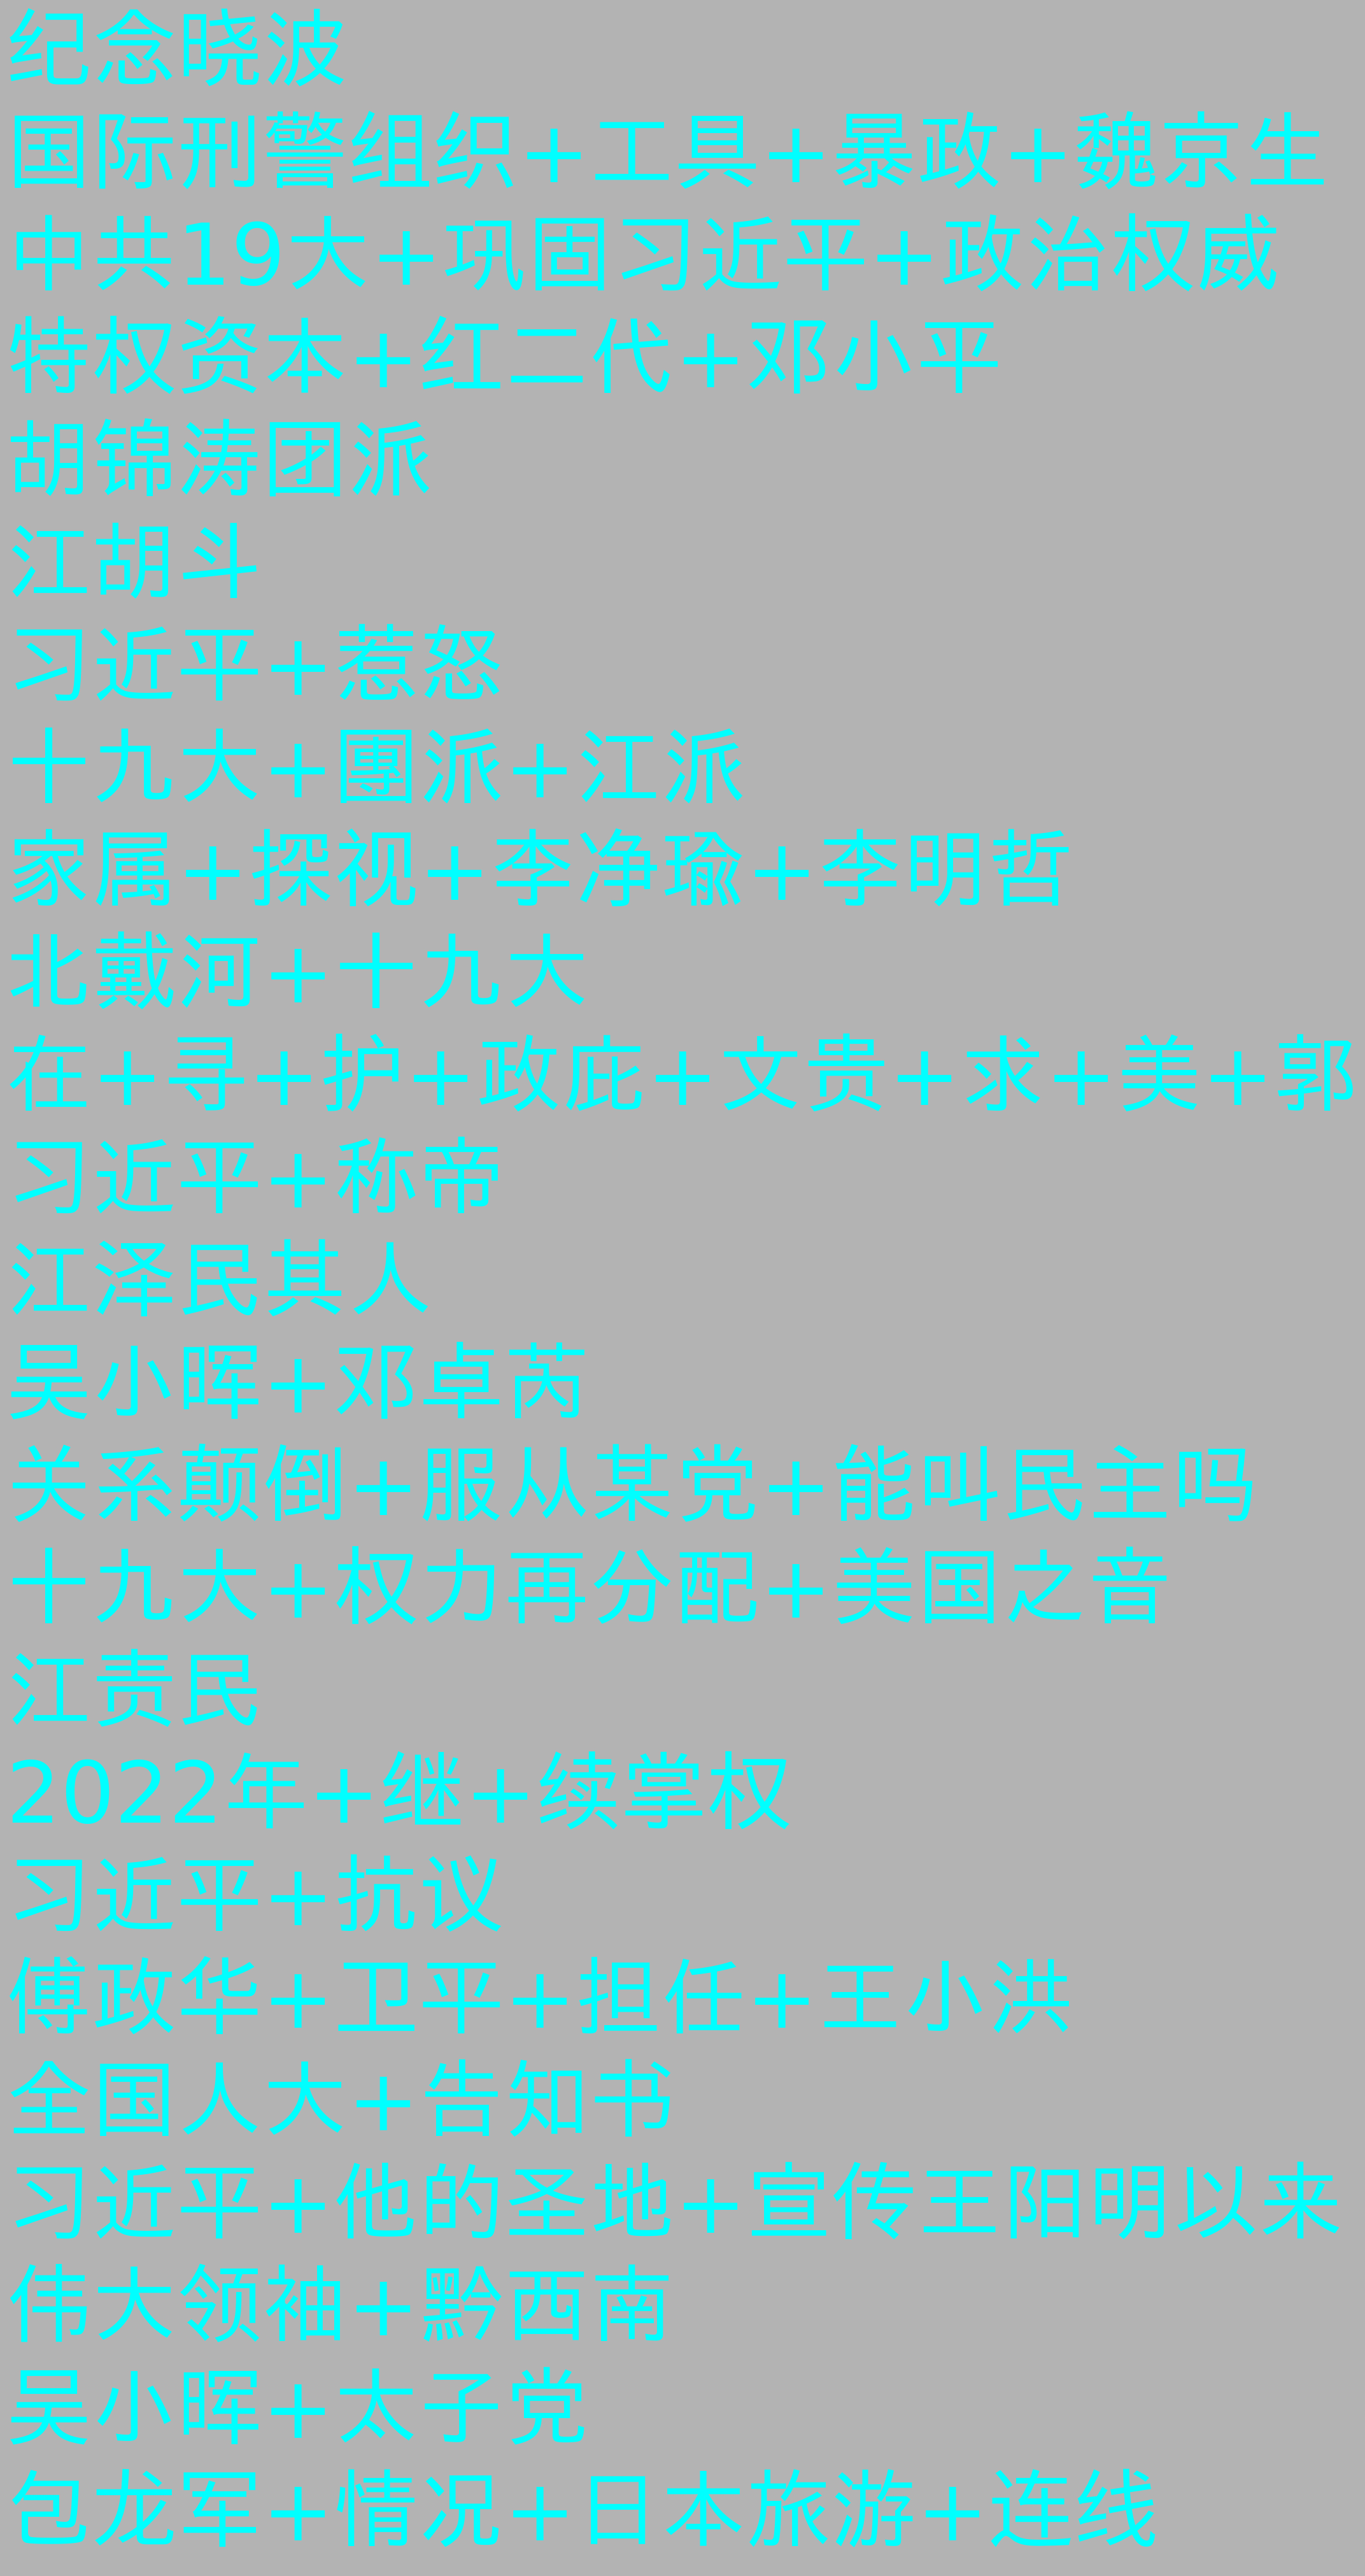 纪念晓波
国际刑警组织+工具+暴政+魏京生
中共19大+巩固习近平+政治权威
特权资本+红二代+邓小平
胡锦涛团派
江胡斗
习近平+惹怒
十九大+團派+江派
家属+探视+李净瑜+李明哲
北戴河+十九大
在+寻+护+政庇+文贵+求+美+郭
习近平+称帝
江泽民其人
吴小晖+邓卓芮
关系颠倒+服从某党+能叫民主吗
十九大+权力再分配+美国之音
江责民
2022年+继+续掌权
习近平+抗议
傅政华+卫平+担任+王小洪
全国人大+告知书
习近平+他的圣地+宣传王阳明以来
伟大领袖+黔西南
吴小晖+太子党
包龙军+情况+日本旅游+连线